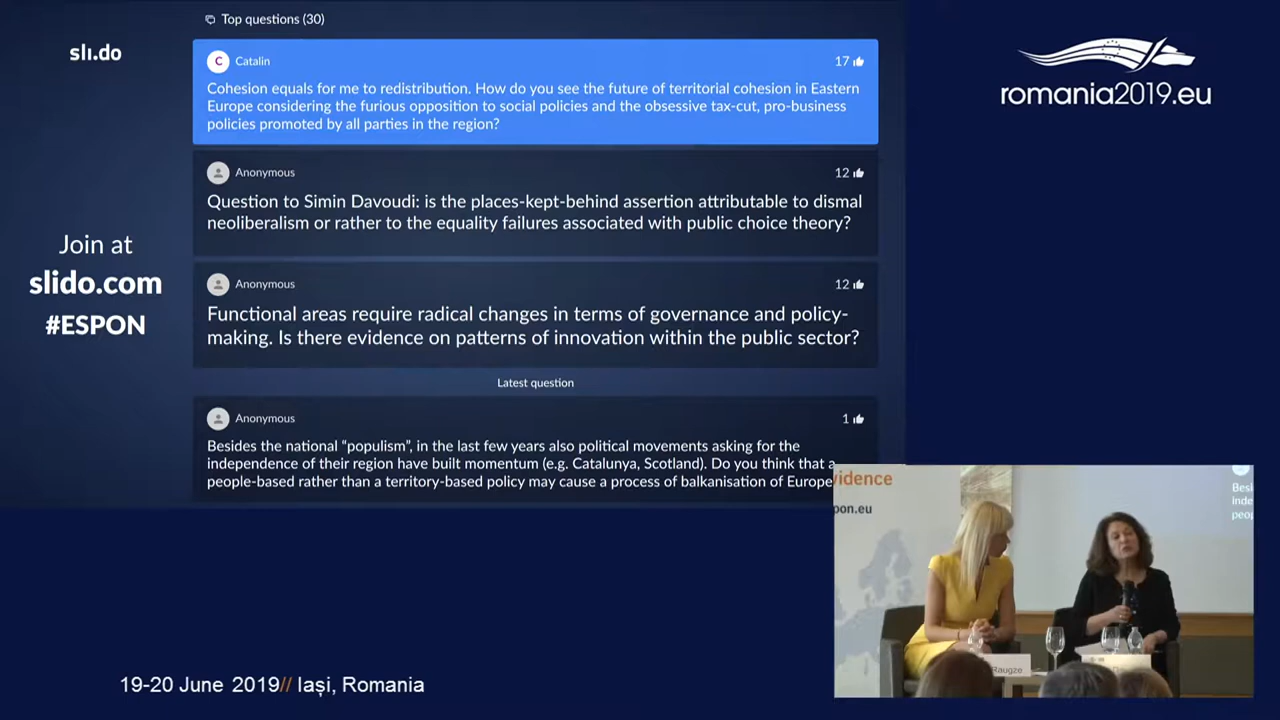 Top questions (30)
sli.do
Catalin
17
Cohesion equals for me to redistribution. How do you see the future of territorial cohesion in Eastern
Europe considering the furious opposition to social policies and the obsessive tax-cut, pro-business
policies promoted by all parties in the region?
romania2019.eu
Anonymous
12
Question to Simin Davoudi: is the places-kept-behind assertion attributable to dismal
neoliberalism or rather to the equality failures associated with public choice theory?
Join at
slido.com
#ESPON
Anonymous
12
Functional areas require radical changes in terms of governance and policy-
making. Is there evidence on patterns of innovation within the public sector?
Latest question
Anonymous
1
Besides the national “populism”, in the last few years also political movements asking for the
independence of their region have built momentum (e.g. Catalunya, Scotland). Do you think that a
people-based rather than a territory-based policy may cause a process of balkanisation of Europe
vidence
pon.eu
Besi
inde
peop
Raugze
19-20 June 2019// Iași, Romania